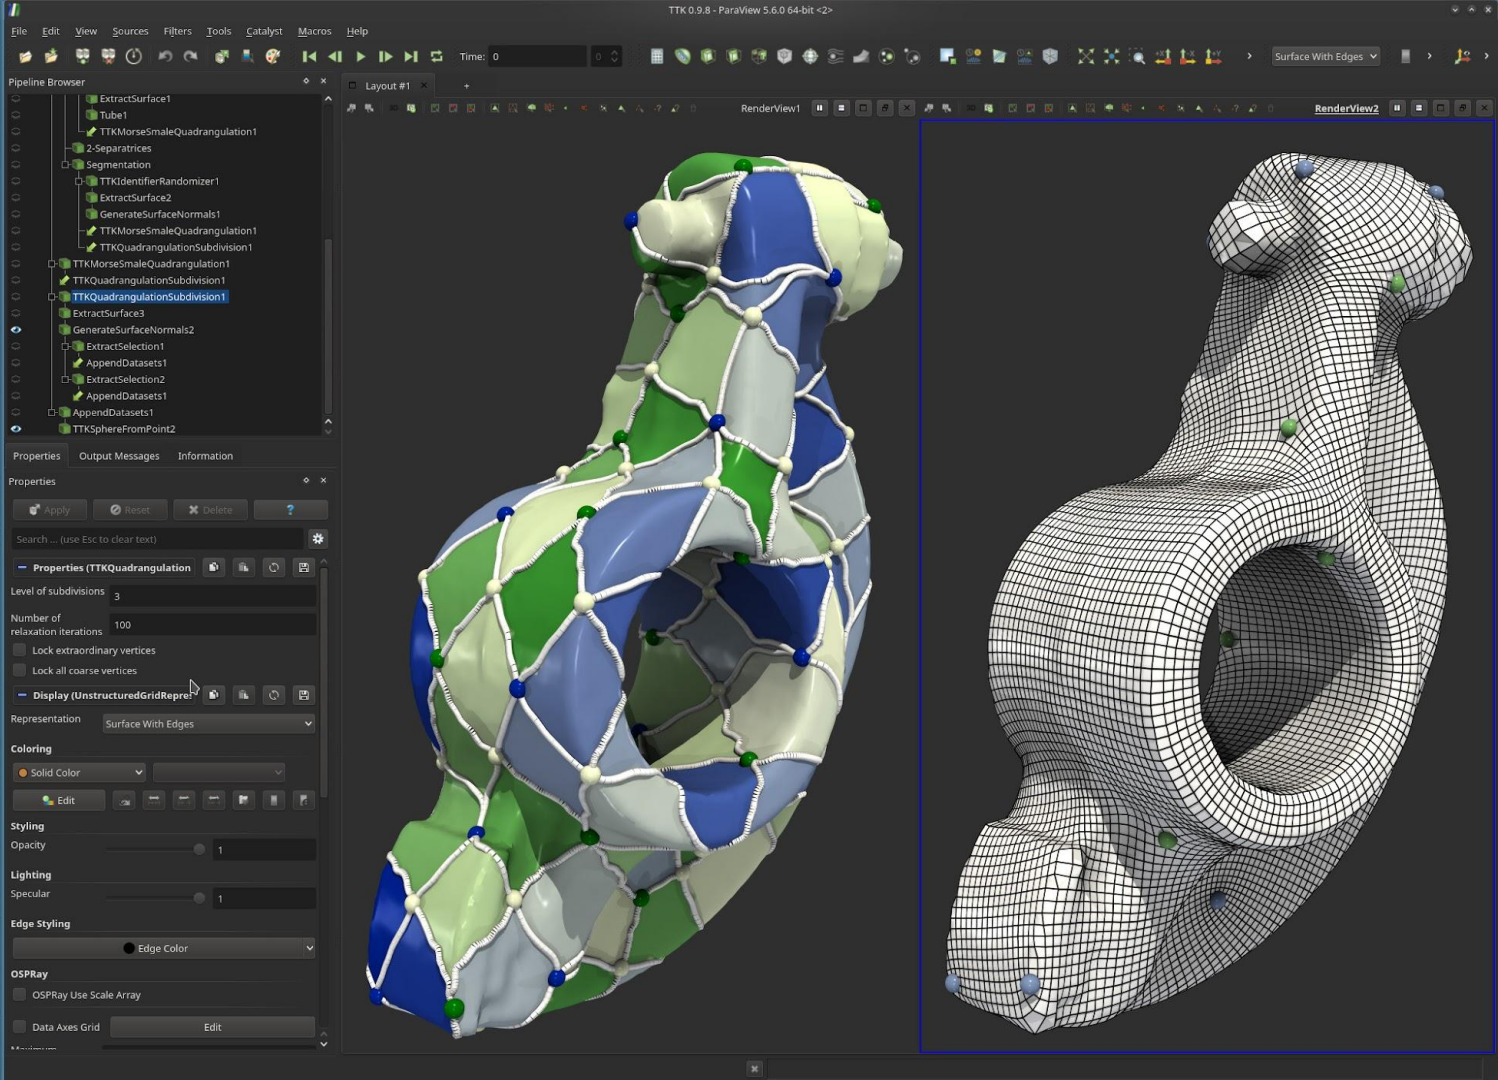 TTK 0.9.8 - ParaView 5.6.0 64-bit <2>
File Edit View Sources Filters Tools Catalyst Macros Help
Time: 0
0
Surface With Edges
Pipeline Browser
Layout #1
RenderView1
RenderView2
ExtractSurface1
Tube1
TTKMorseSmaleQuadrangulation1
2-Separatrices
Segmentation
TTKIdentifierRandomizer1
ExtractSurface2
GenerateSurfaceNormals1
TTKMorseSmaleQuadrangulation1
TTKQuadrangulationSubdivision1
TTKMorseSmaleQuadrangulation1
TTKQuadrangulationSubdivision1
TTKQuadrangulationSubdivision1
ExtractSurface3
GenerateSurfaceNormals2
ExtractSelection1
AppendDatasets1
ExtractSelection2
AppendDatasets1
AppendDatasets1
TTKSphereFromPoint2
Properties Output Messages Information
Properties
Apply Reset Delete ?
Search ... (use Esc to clear text)
Properties (TTKQuadrangulation
Level of subdivisions 3
Number of
relaxation iterations 100
Lock extraordinary vertices
Lock all coarse vertices
Display (UnstructuredGridRepre
Representation Surface With Edges
Coloring
Solid Color
Edit
Styling
Opacity 1
Lighting
Specular 1
Edge Styling
Edge Color
OSPRay
OSPRay Use Scale Array
Data Axes Grid Edit